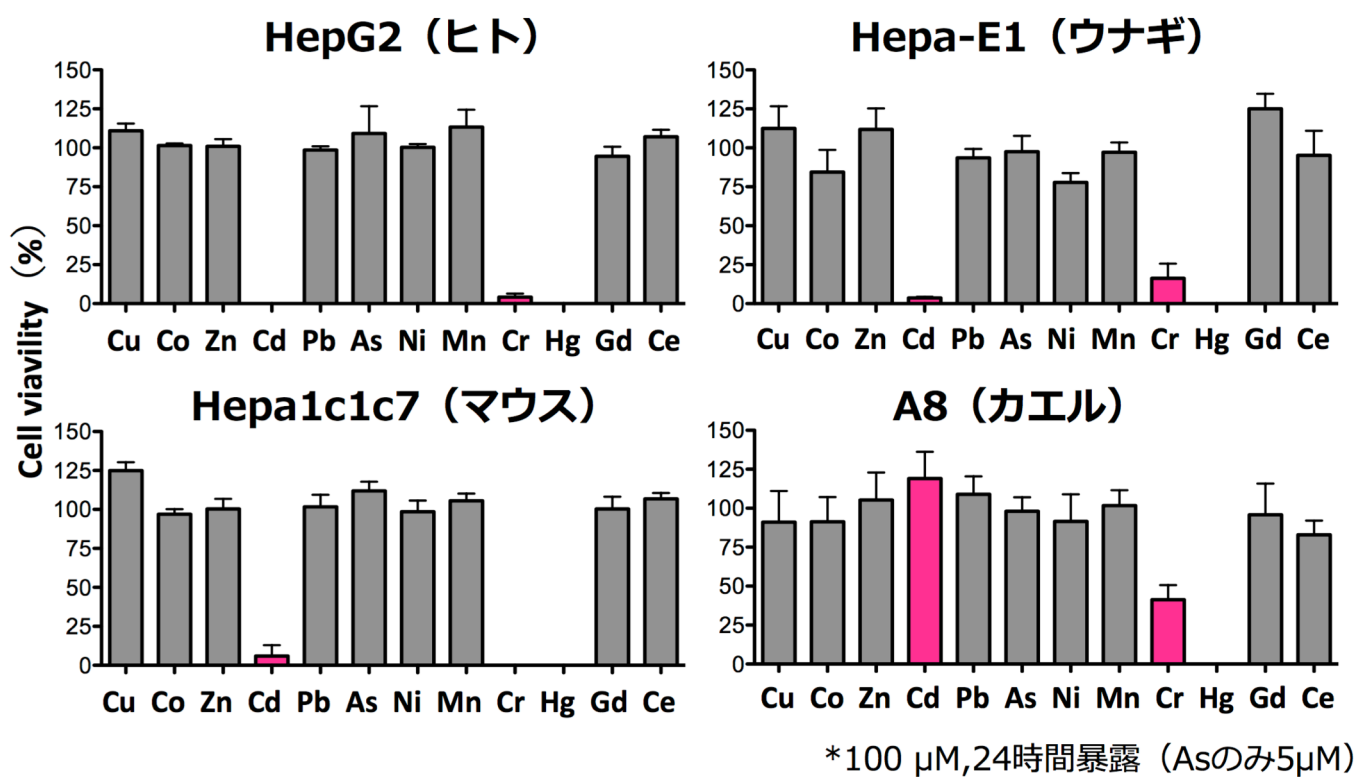 HepG2（ヒト）
150
125
100
75
50
25
0
Cu Co Zn Cd Pb As Ni Mn Cr Hg Gd Ce
Hepa-E1（ウナギ）
150
125
100
75
50
25
0
Cu Co Zn Cd Pb As Ni Mn Cr Hg Gd Ce
Cell viavility（%）
Hepa1c1c7（マウス）
150
125
100
75
50
25
0
Cu Co Zn Cd Pb As Ni Mn Cr Hg Gd Ce
A8（カエル）
150
125
100
75
50
25
0
Cu Co Zn Cd Pb As Ni Mn Cr Hg Gd Ce
*100 μM,24時間暴露（Asのみ5μM）